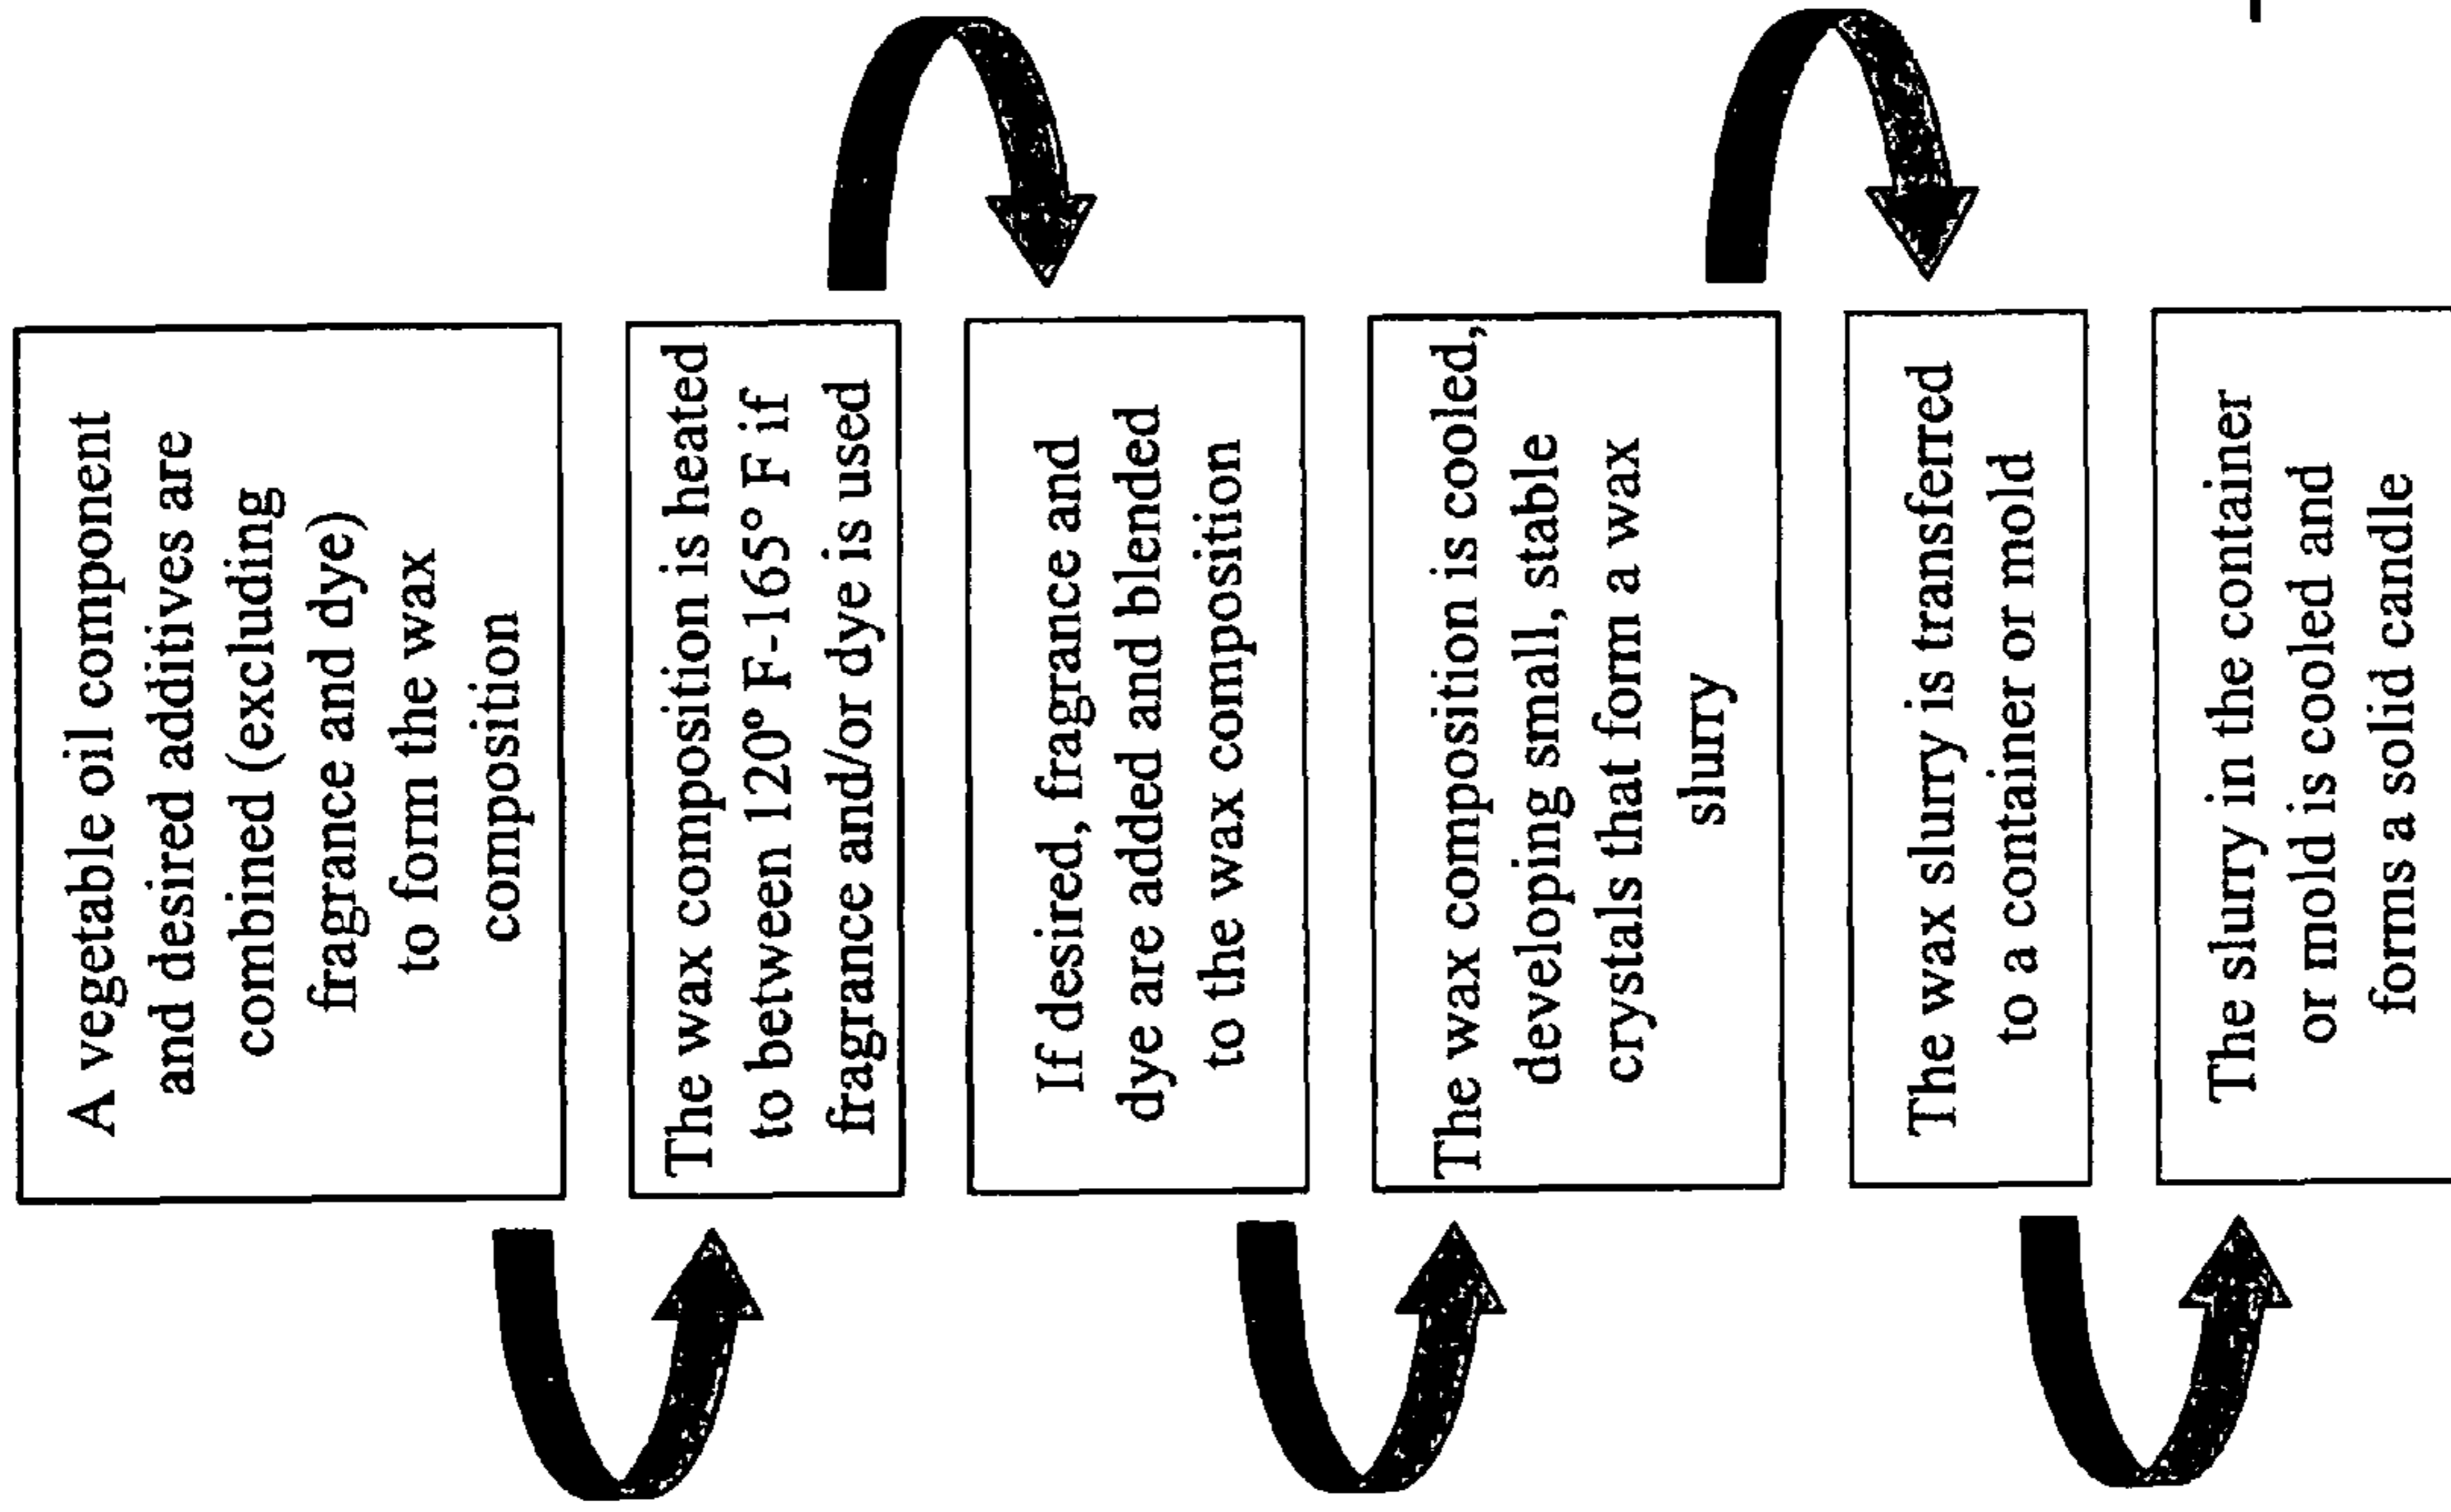 A vegetable oil component
and desired additives are
combined (excluding
fragrance and dye)
to form the wax
composition
The wax composition is heated
to between 120° F-165° F if
fragrance and/or dye is used
If desired, fragrance and
dye are added and blended
to the wax composition
The wax composition is cooled,
developing small, stable
crystals that form a wax
slurry
The wax slurry is transferred
to a container or mold
The slurry in the container
or mold is cooled and
forms a solid candle